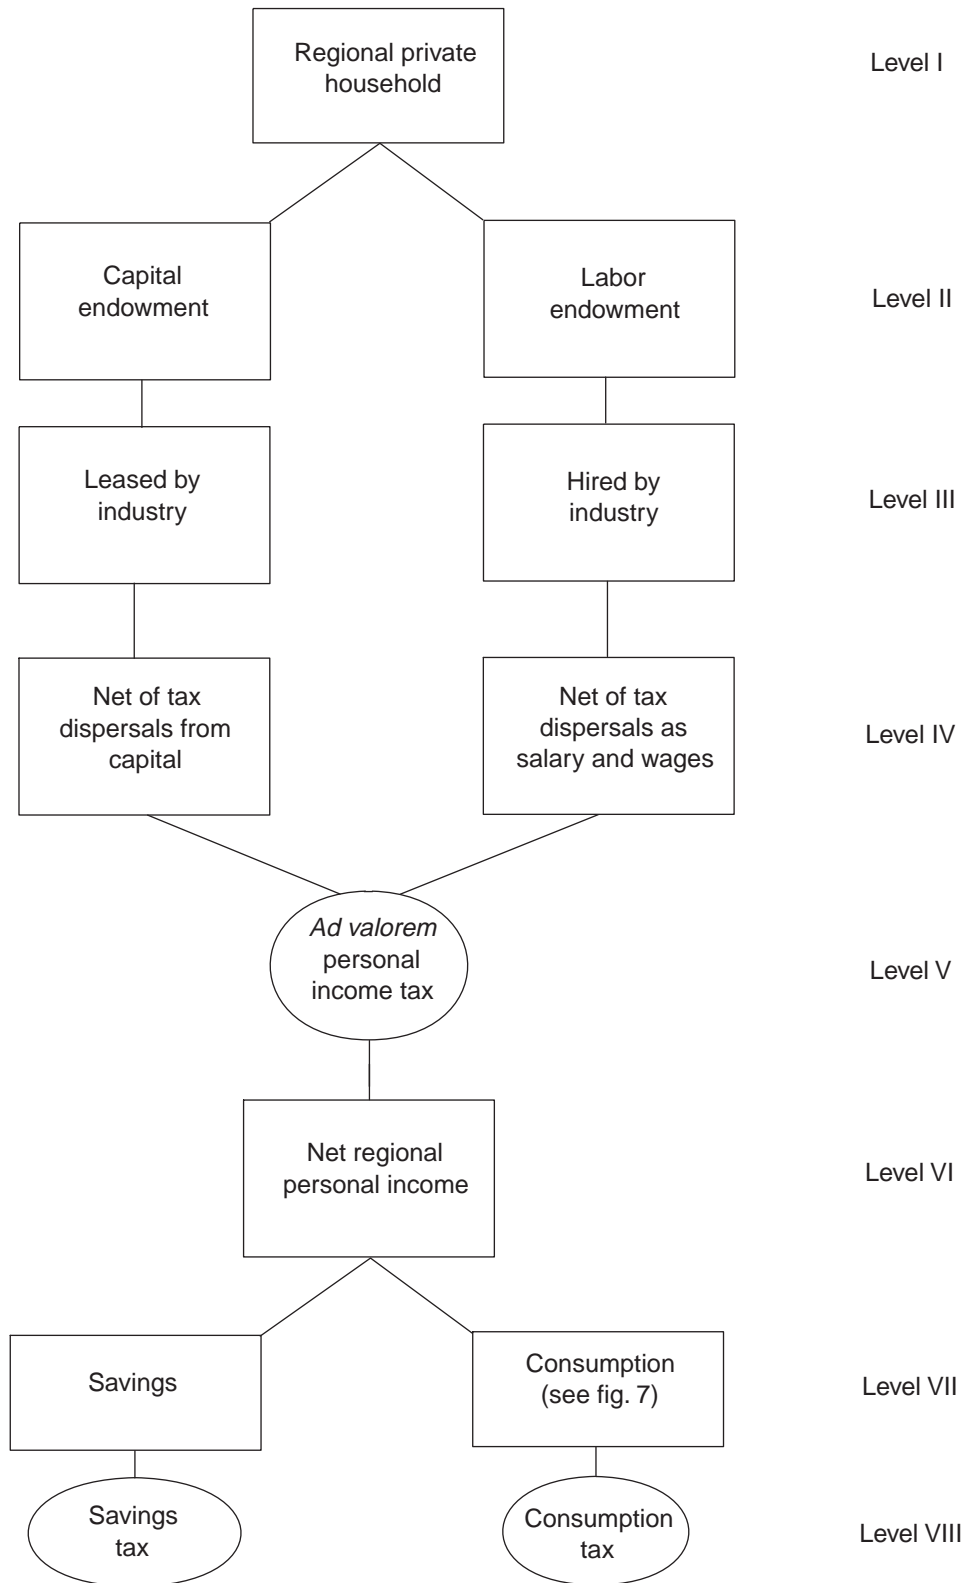 Regional private
household
Level I
Capital
endowment
Labor
endowment
Level II
Leased by
industry
Hired by
industry
Level III
Net of tax
dispersals from
capital
Net of tax
dispersals as
salary and wages
Level IV
Ad valorem
personal
income tax
Level V
Net regional
personal income
Level VI
Savings
Consumption
(see fig. 7)
Level VII
Savings
tax
Consumption
tax
Level VIII